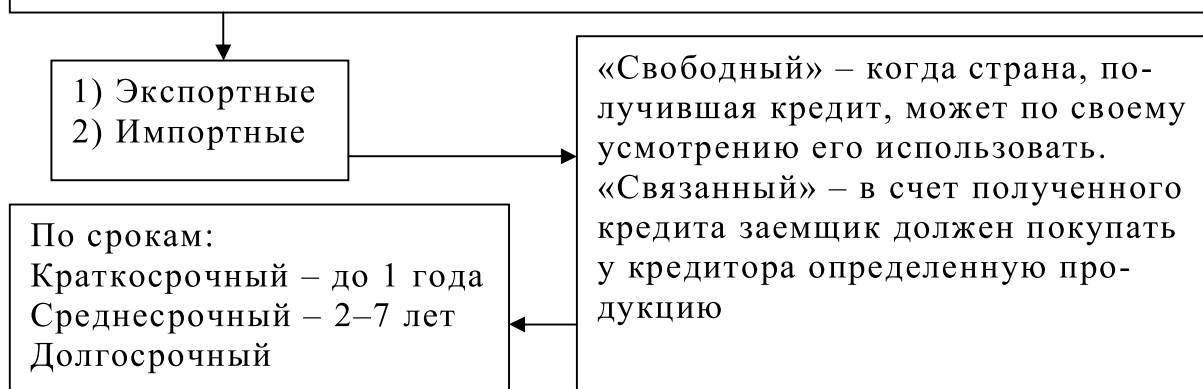 1) Экспортные
2) Импортные
«Свободный» – когда страна, по-
лучившая кредит, может по своему
усмотрению его использовать.
«Связанный» – в счет полученного
кредита заемщик должен покупать
у кредитора определенную про-
дукцию
По срокам:
Краткосрочный – до 1 года
Среднесрочный – 2–7 лет
Долгосрочный